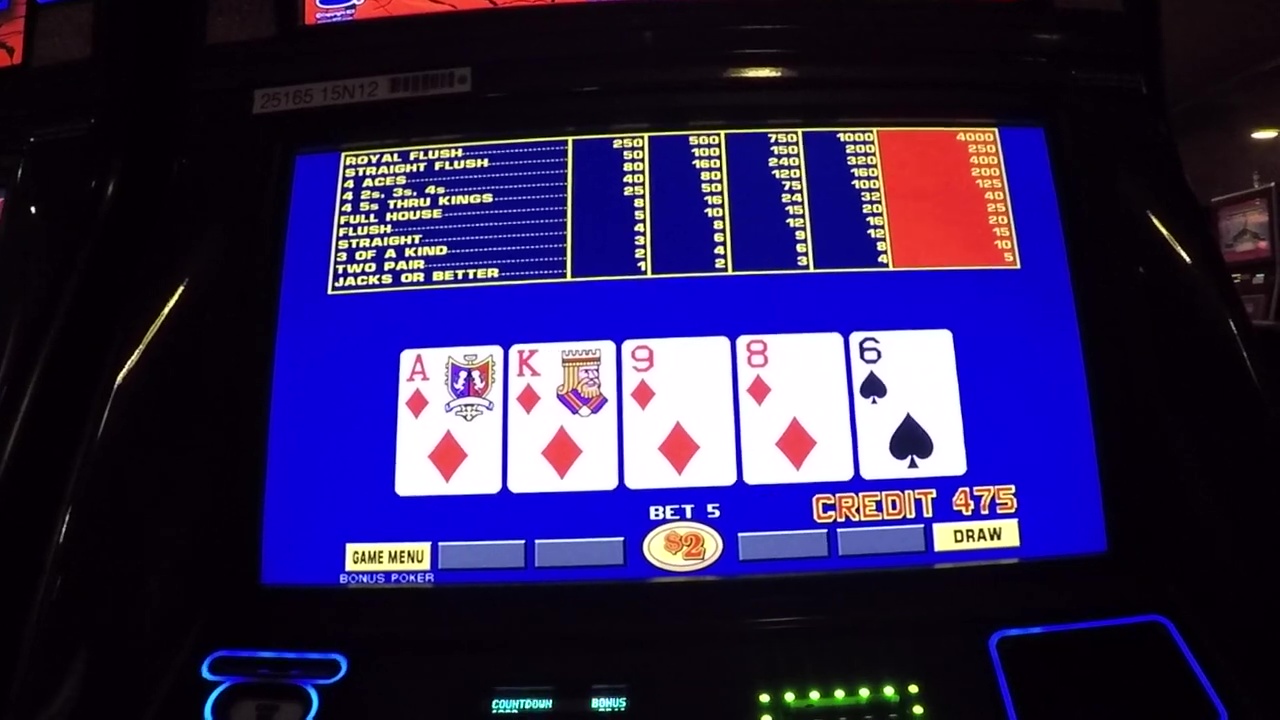 25165 15N12
ROYAL FLUSH 250 500 750 1000 4000
STRAIGHT FLUSH 50 100 150 200 250
4 ACES 80 160 240 320 400
4 2s, 3s, 4s 40 80 120 160 200
4 5s THRU KINGS 25 50 75 100 125
FULL HOUSE 8 16 24 32 40
FLUSH 5 10 15 20 25
STRAIGHT 4 8 12 16 20
3 OF A KIND 3 6 9 12 15
TWO PAIR 2 4 6 8 10
JACKS OR BETTER 1 2 3 4 5
A K 9 8 6
BET 5 CREDIT 475
GAME MENU $2 DRAW
BONUS POKER
COUNTDOWN BONUS